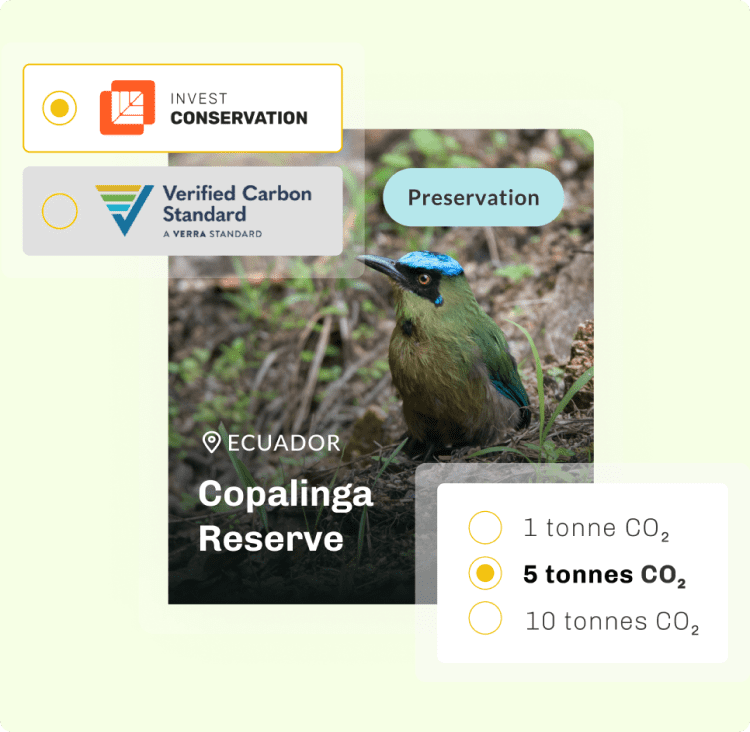 INVEST
CONSERVATION
Verified Carbon
Standard
A VERRA STANDARD
Preservation
ECUADOR
Copalinga
Reserve
1 tonne CO₂
5 tonnes CO₂
10 tonnes CO₂